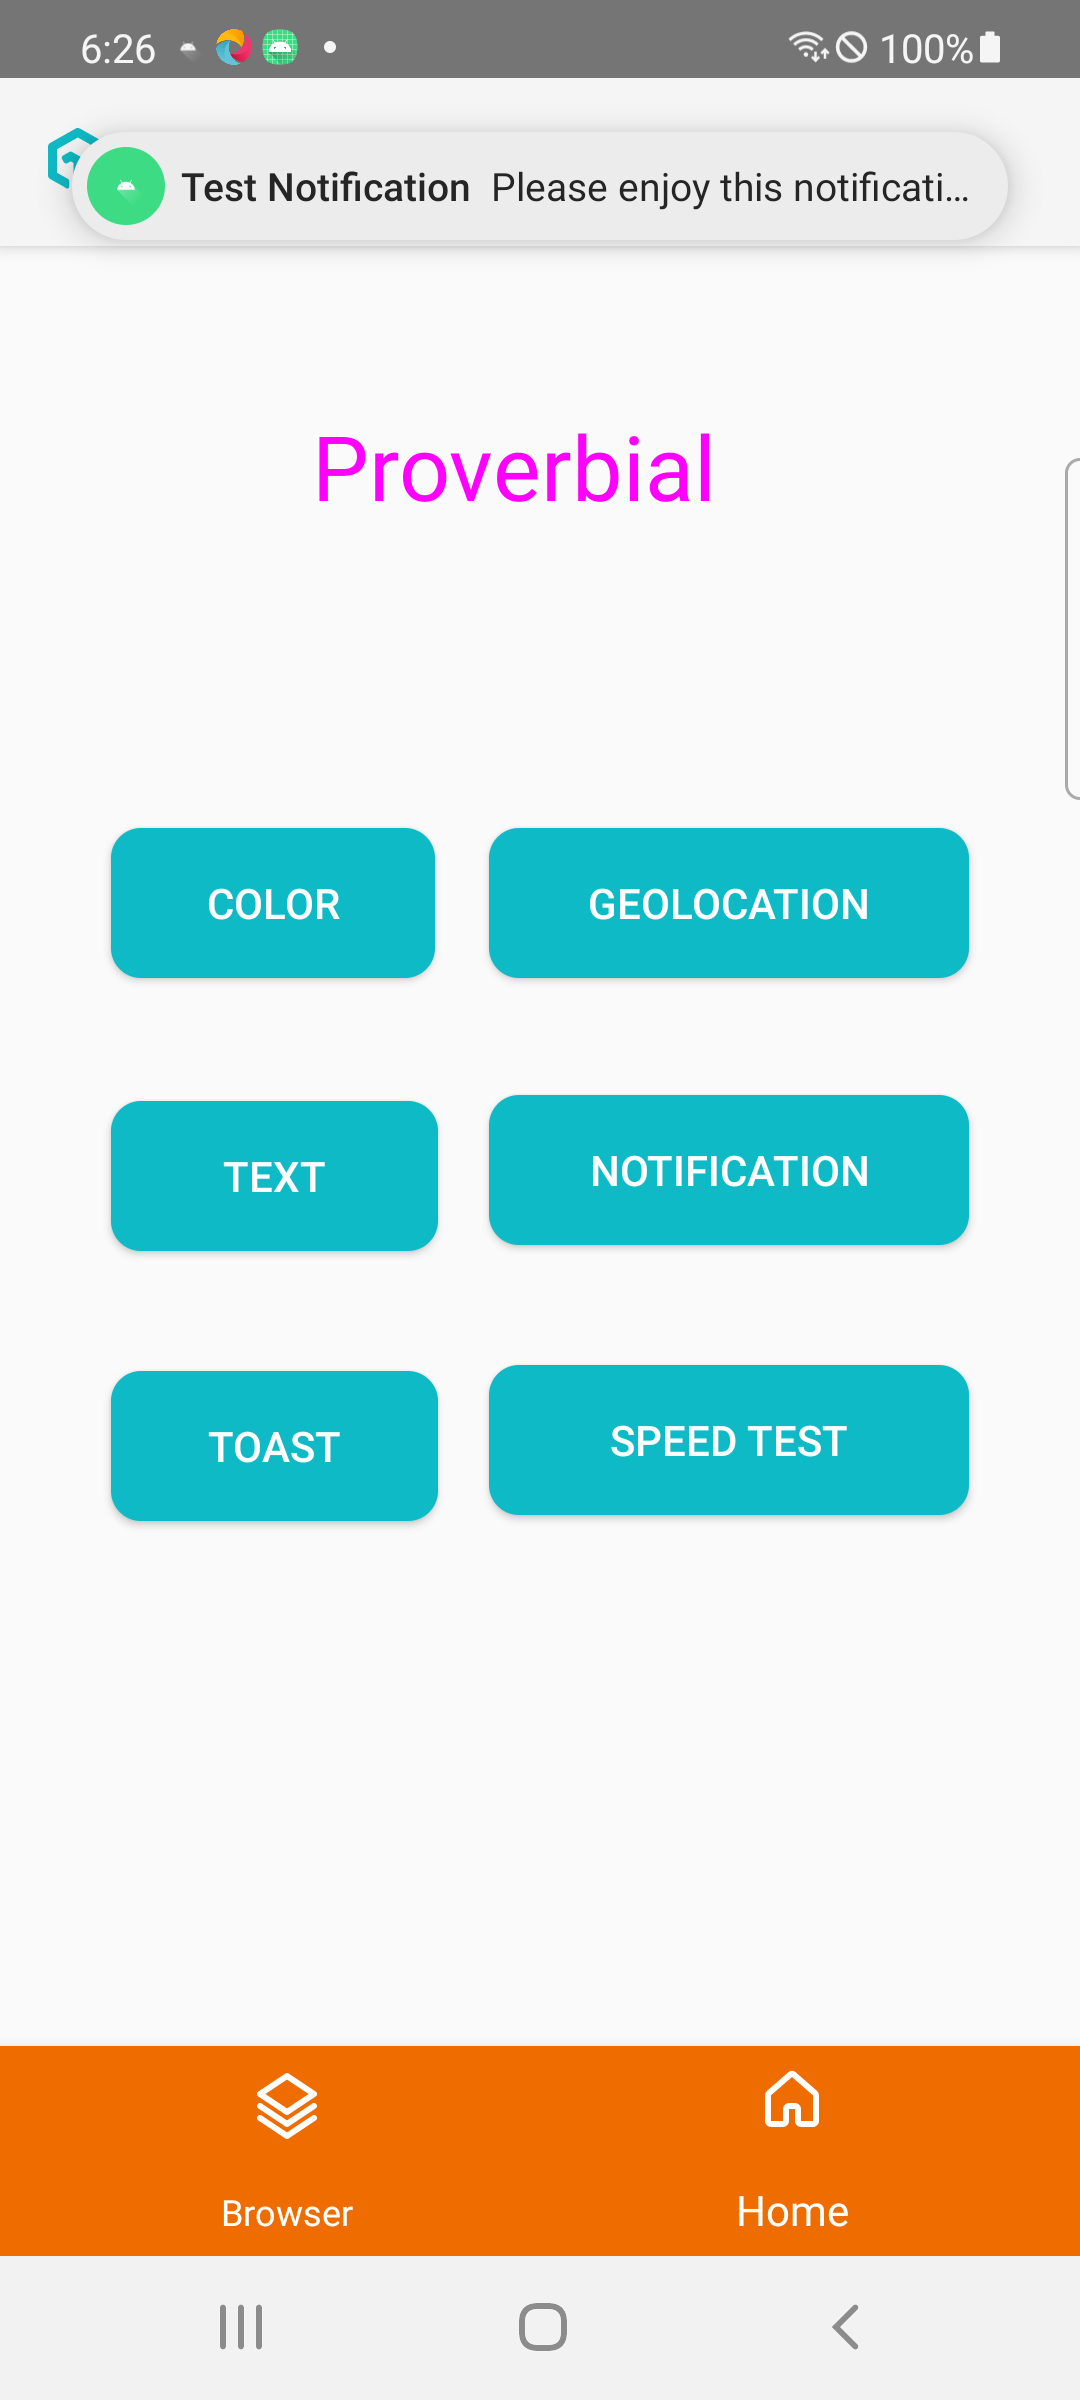 6:26 100%
Test Notification Please enjoy this notificati...
Proverbial
COLOR GEOLOCATION
TEXT NOTIFICATION
TOAST SPEED TEST
Browser Home